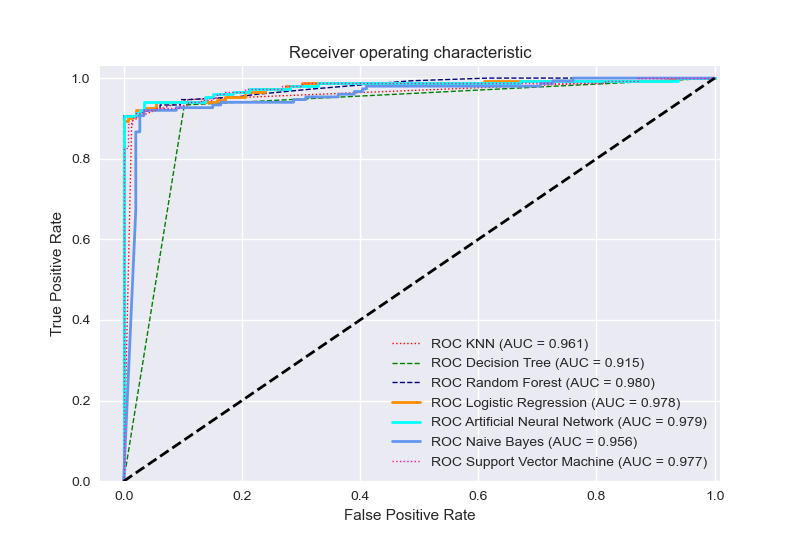 Receiver operating characteristic
True Positive Rate
1.0
0.8
0.6
0.4
0.2
0.0
ROC KNN (AUC = 0.961)
ROC Decision Tree (AUC = 0.915)
ROC Random Forest (AUC = 0.980)
ROC Logistic Regression (AUC = 0.978)
ROC Artificial Neural Network (AUC = 0.979)
ROC Naive Bayes (AUC = 0.956)
ROC Support Vector Machine (AUC = 0.977)
0.0 0.2 0.4 0.6 0.8 1.0
False Positive Rate